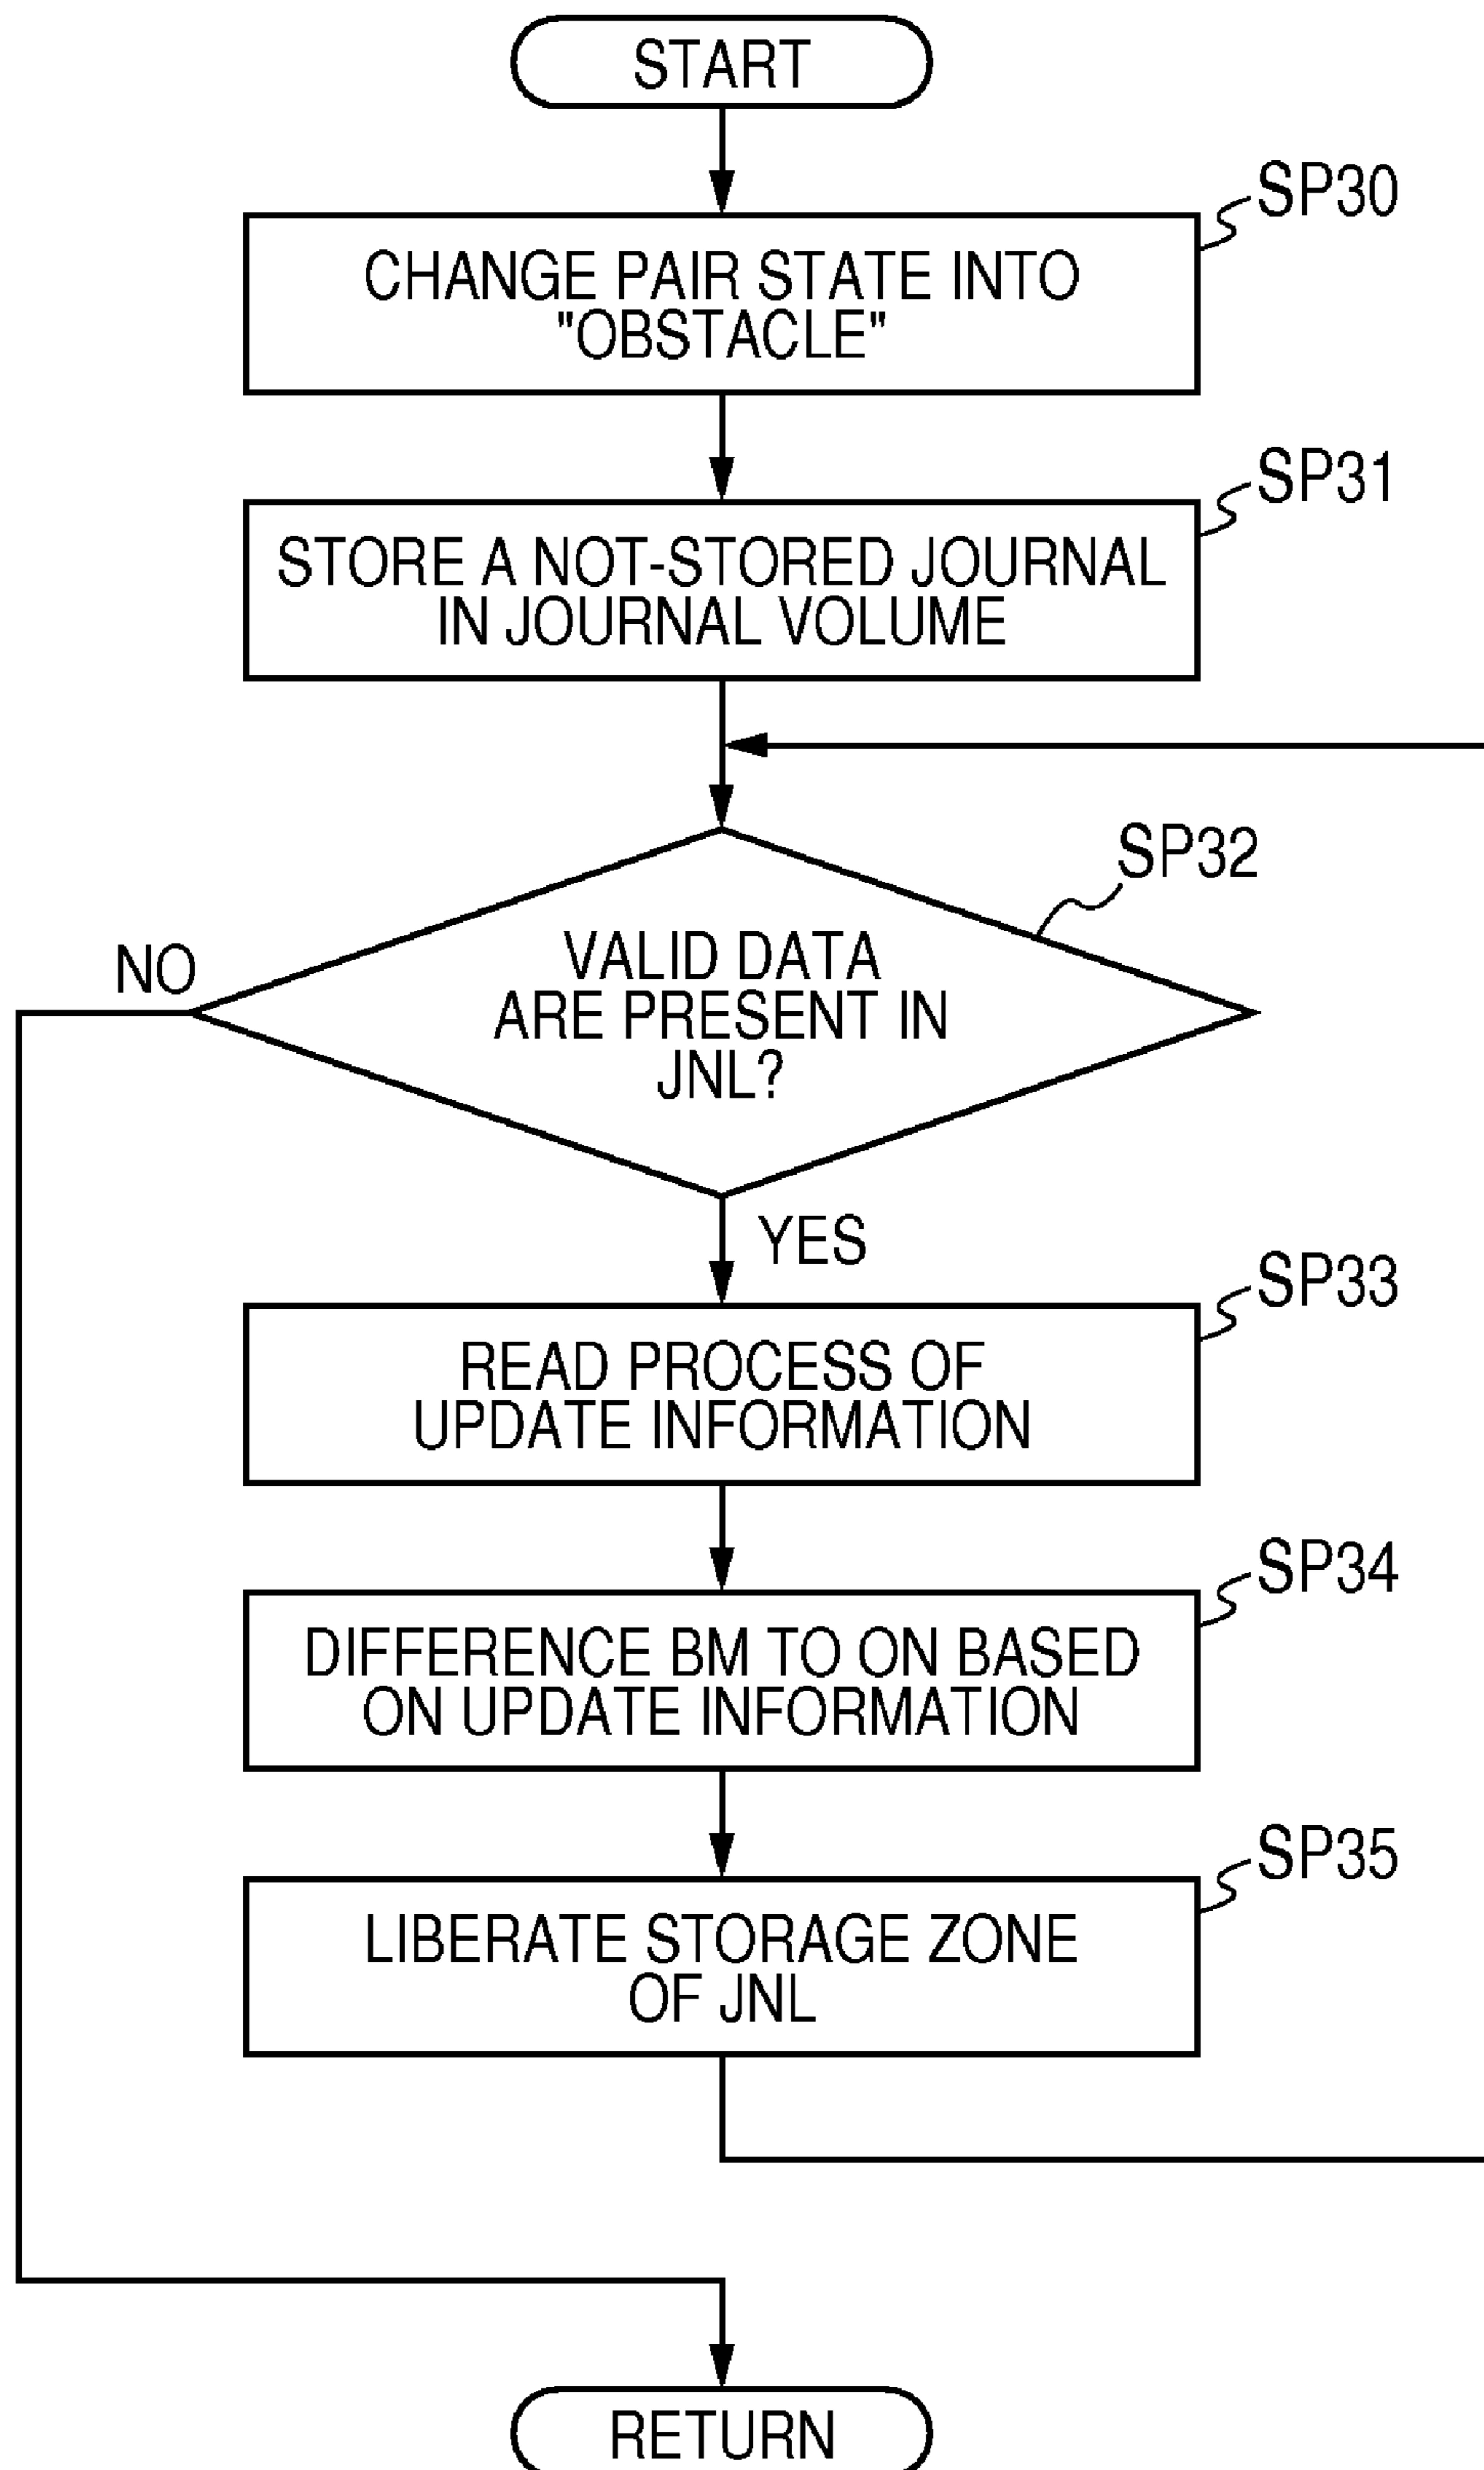 START
SP30
CHANGE PAIR STATE INTO
"OBSTACLE"
SP31
STORE A NOT-STORED JOURNAL
IN JOURNAL VOLUME
SP32
NO
VALID DATA
ARE PRESENT IN
JNL?
YES
SP33
READ PROCESS OF
UPDATE INFORMATION
SP34
DIFFERENCE BM TO ON BASED
ON UPDATE INFORMATION
SP35
LIBERATE STORAGE ZONE
OF JNL
RETURN